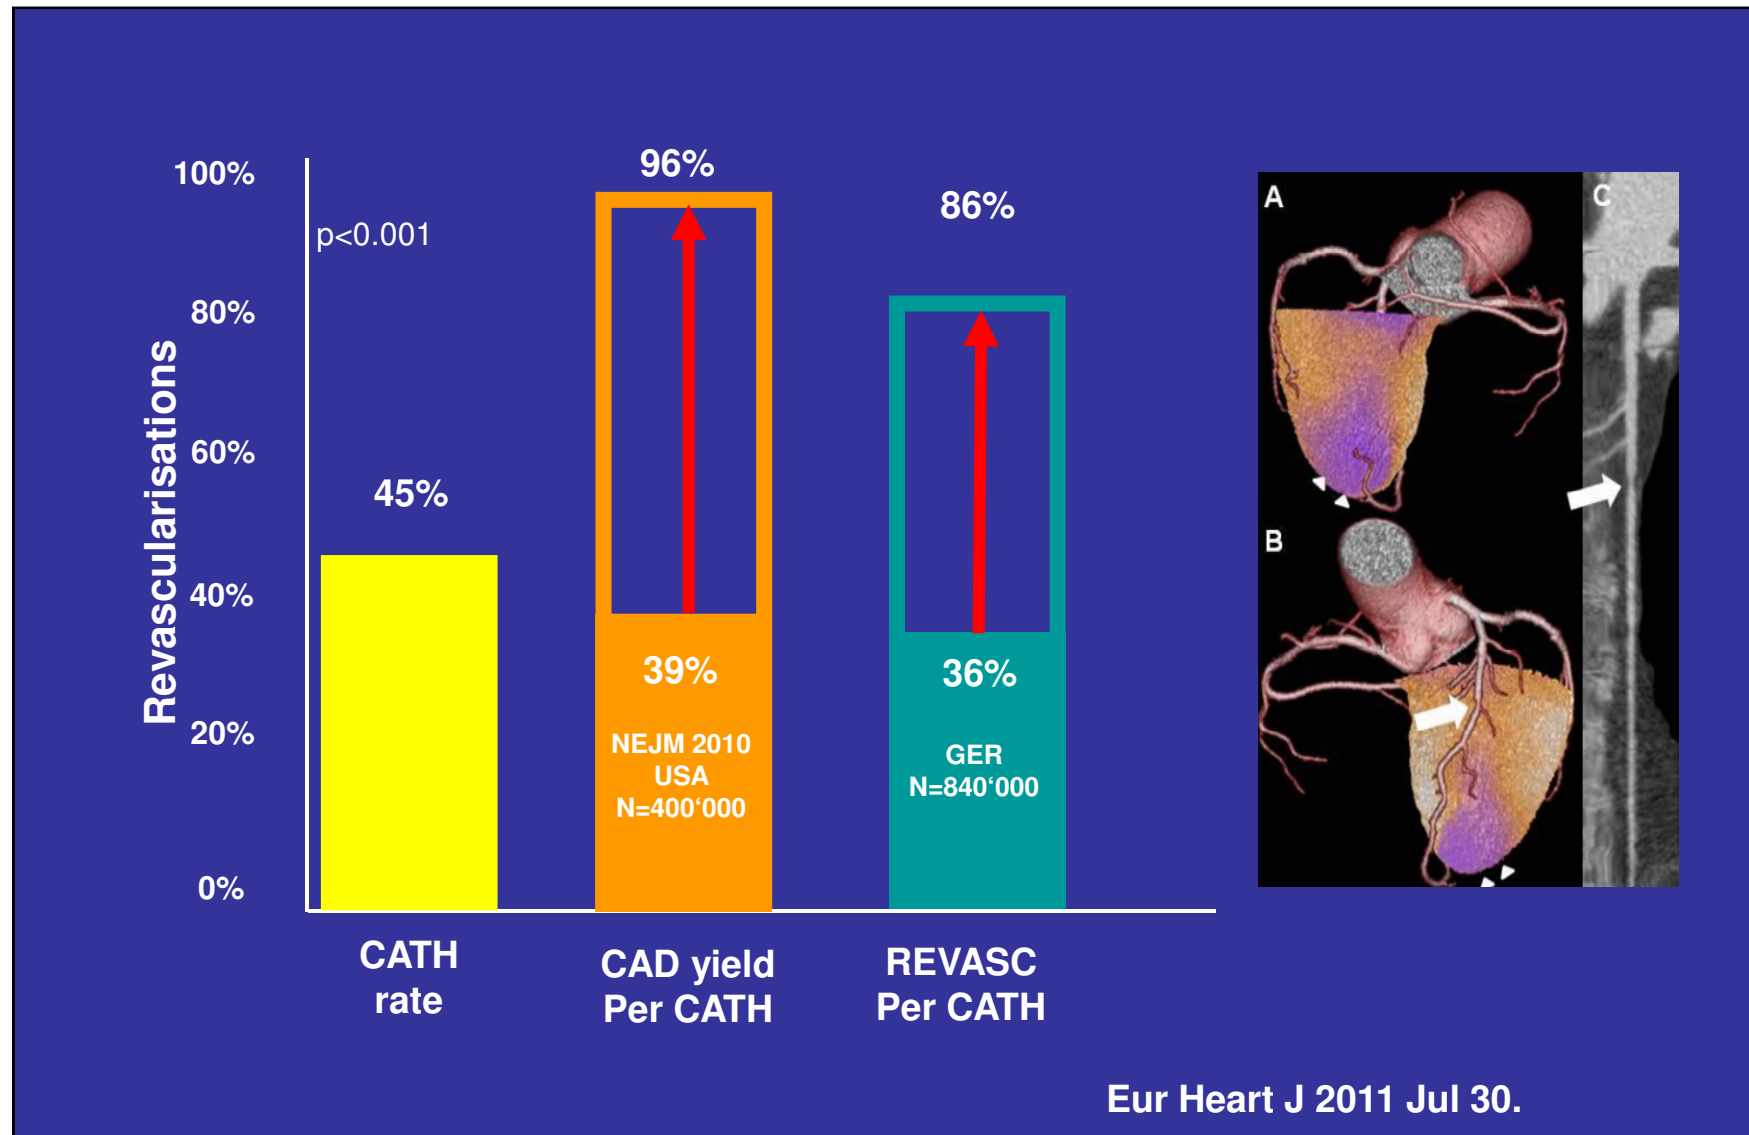 100%
80%
60%
40%
20%
0%
Revascularisations
p<0.001
45%
96%
39%
NEJM 2010
USA
N=400‘000
86%
36%
GER
N=840‘000
CATH
rate
CAD yield
Per CATH
REVASC
Per CATH
A
B
C
Eur Heart J 2011 Jul 30.